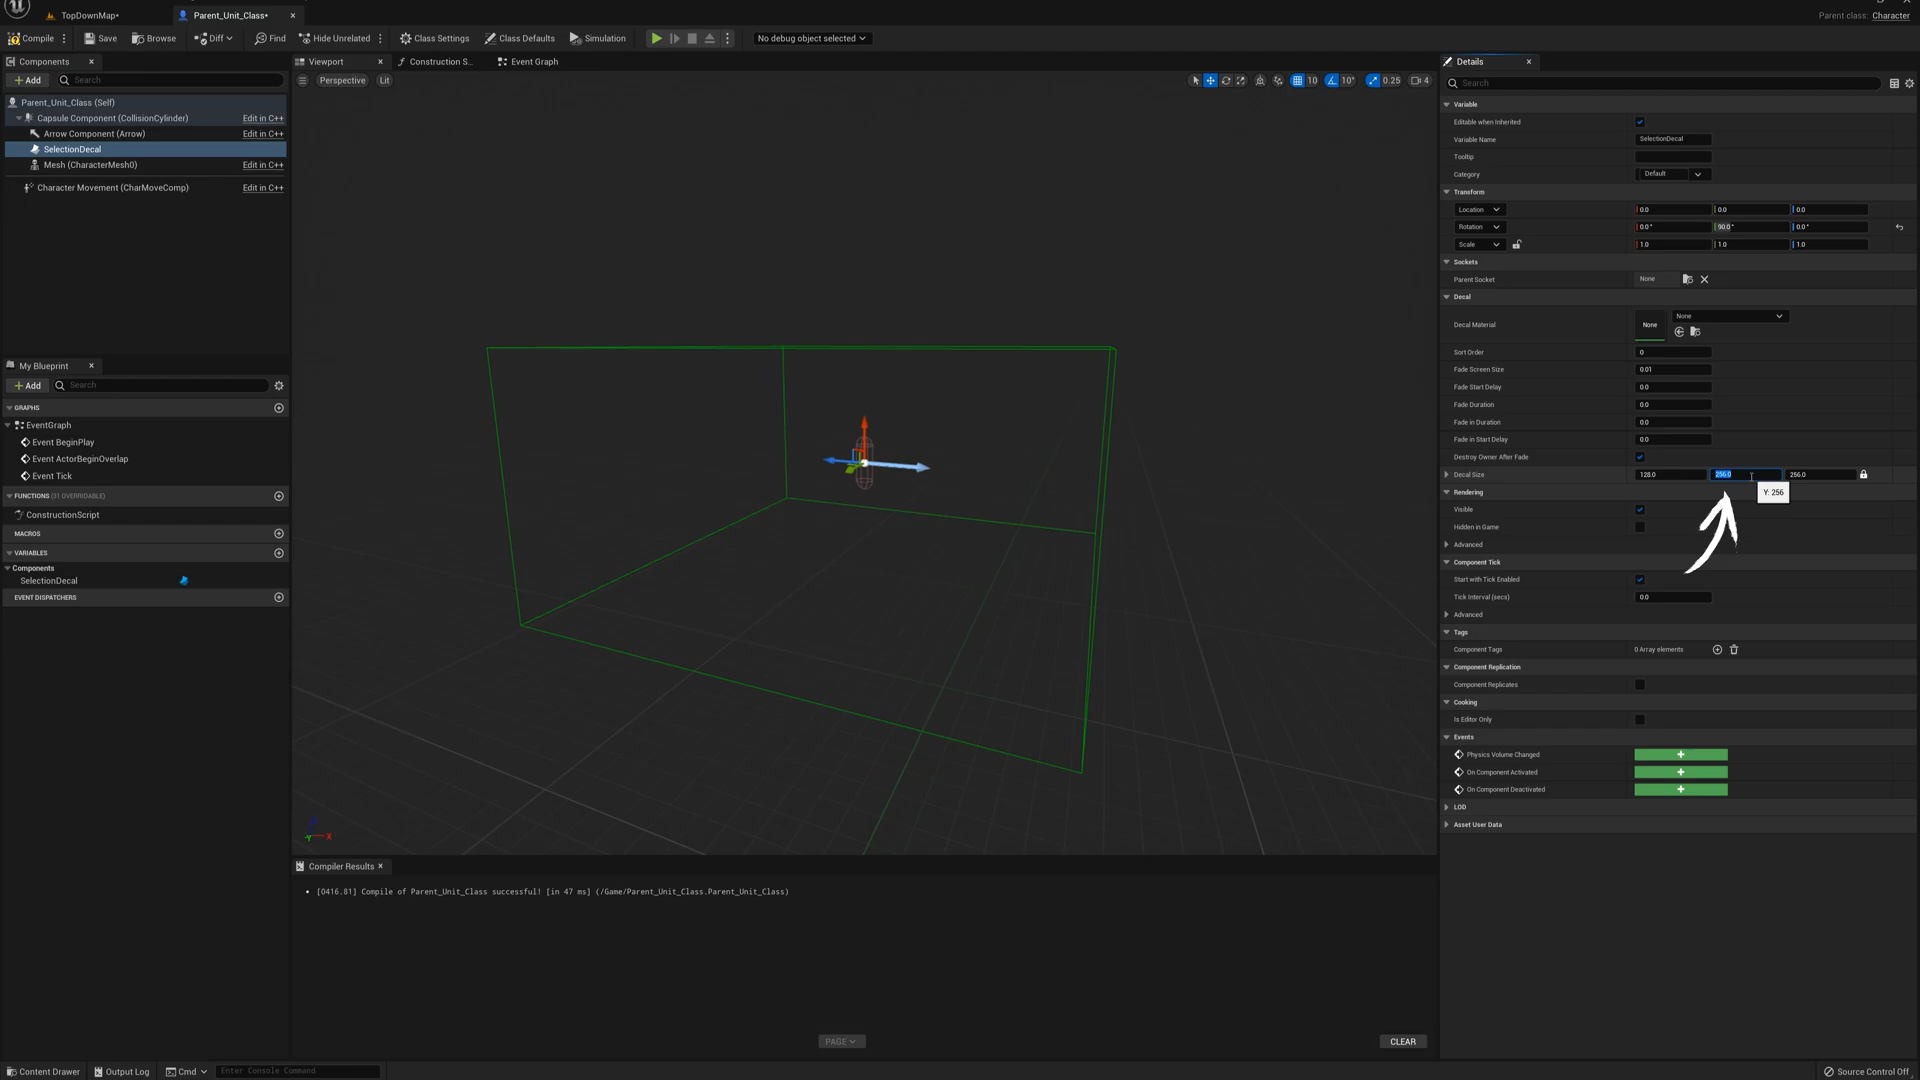 TopDownMap•
Parent_Unit_Class•
Parent class: Character
Compile
Save
Browse
Diff
Find
Hide Unrelated
Class Settings
Class Defaults
Simulation
No debug object selected
Components
Add
Search
Parent_Unit_Class (Self)
Capsule Component (CollisionCylinder) Edit in C++
Arrow Component (Arrow) Edit in C++
SelectionDecal
Mesh (CharacterMesh0) Edit in C++
Character Movement (CharMoveComp) Edit in C++
My Blueprint
Add
Search
GRAPHS
EventGraph
Event BeginPlay
Event ActorBeginOverlap
Event Tick
FUNCTIONS (31 OVERRIDABLE)
ConstructionScript
MACROS
VARIABLES
Components
SelectionDecal
EVENT DISPATCHERS
Viewport
Construction S...
Event Graph
Perspective
Lit
10
10°
0.25
4
X
Compiler Results
• [0416.81] Compile of Parent_Unit_Class successful! [in 47 ms] (/Game/Parent_Unit_Class.Parent_Unit_Class)
PAGE
CLEAR
Details
Search
Variable
Editable when Inherited
Variable Name SelectionDecal
Tooltip
Category Default
Transform
Location 0.0 0.0 0.0
Rotation 0.0° 90.0° 0.0°
Scale 1.0 1.0 1.0
Sockets
Parent Socket None
Decal
Decal Material None None
Sort Order 0
Fade Screen Size 0.01
Fade Start Delay 0.0
Fade Duration 0.0
Fade in Duration 0.0
Fade in Start Delay 0.0
Destroy Owner After Fade
Decal Size 128.0 256.0 256.0
Y: 256
Rendering
Visible
Hidden in Game
Advanced
Component Tick
Start with Tick Enabled
Tick Interval (secs) 0.0
Advanced
Tags
Component Tags 0 Array elements
Component Replication
Component Replicates
Cooking
Is Editor Only
Events
Physics Volume Changed
On Component Activated
On Component Deactivated
LOD
Asset User Data
Content Drawer
Output Log
Cmd
Enter Console Command
Source Control Off